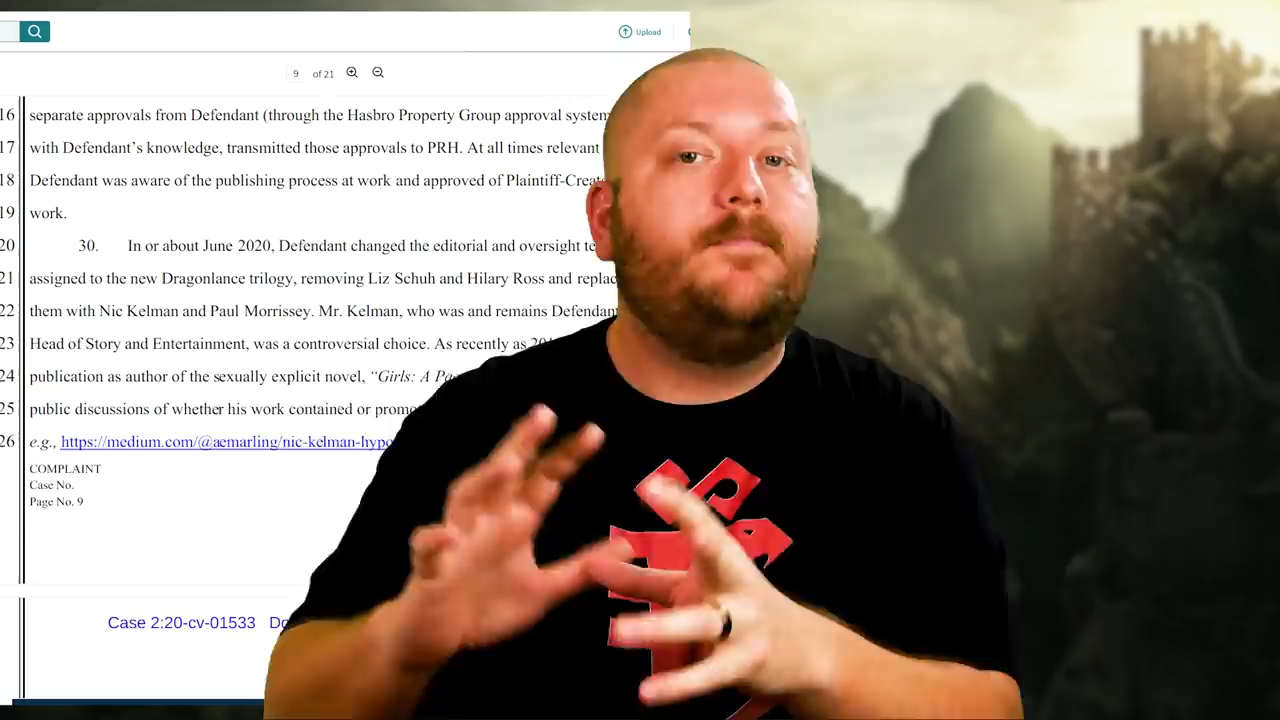 Upload
9 of 21
16 separate approvals from Defendant (through the Hasbro Property Group approval system
17 with Defendant's knowledge, transmitted those approvals to PRH. At all times relevant
18 Defendant was aware of the publishing process at work and approved of Plaintiff-Creat
19 work.
20 30. In or about June 2020, Defendant changed the editorial and oversight te
21 assigned to the new Dragonlance trilogy, removing Liz Schuh and Hilary Ross and replac
22 them with Nic Kelman and Paul Morrissey. Mr. Kelman, who was and remains Defendant
23 Head of Story and Entertainment, was a controversial choice. As recently as 201
24 publication as author of the sexually explicit novel, "Girls: A Pa
25 public discussions of whether his work contained or promo
26 e.g., https://medium.com/@aemarling/nic-kelman-hypo
COMPLAINT
Case No.
Page No. 9
Case 2:20-cv-01533 Do